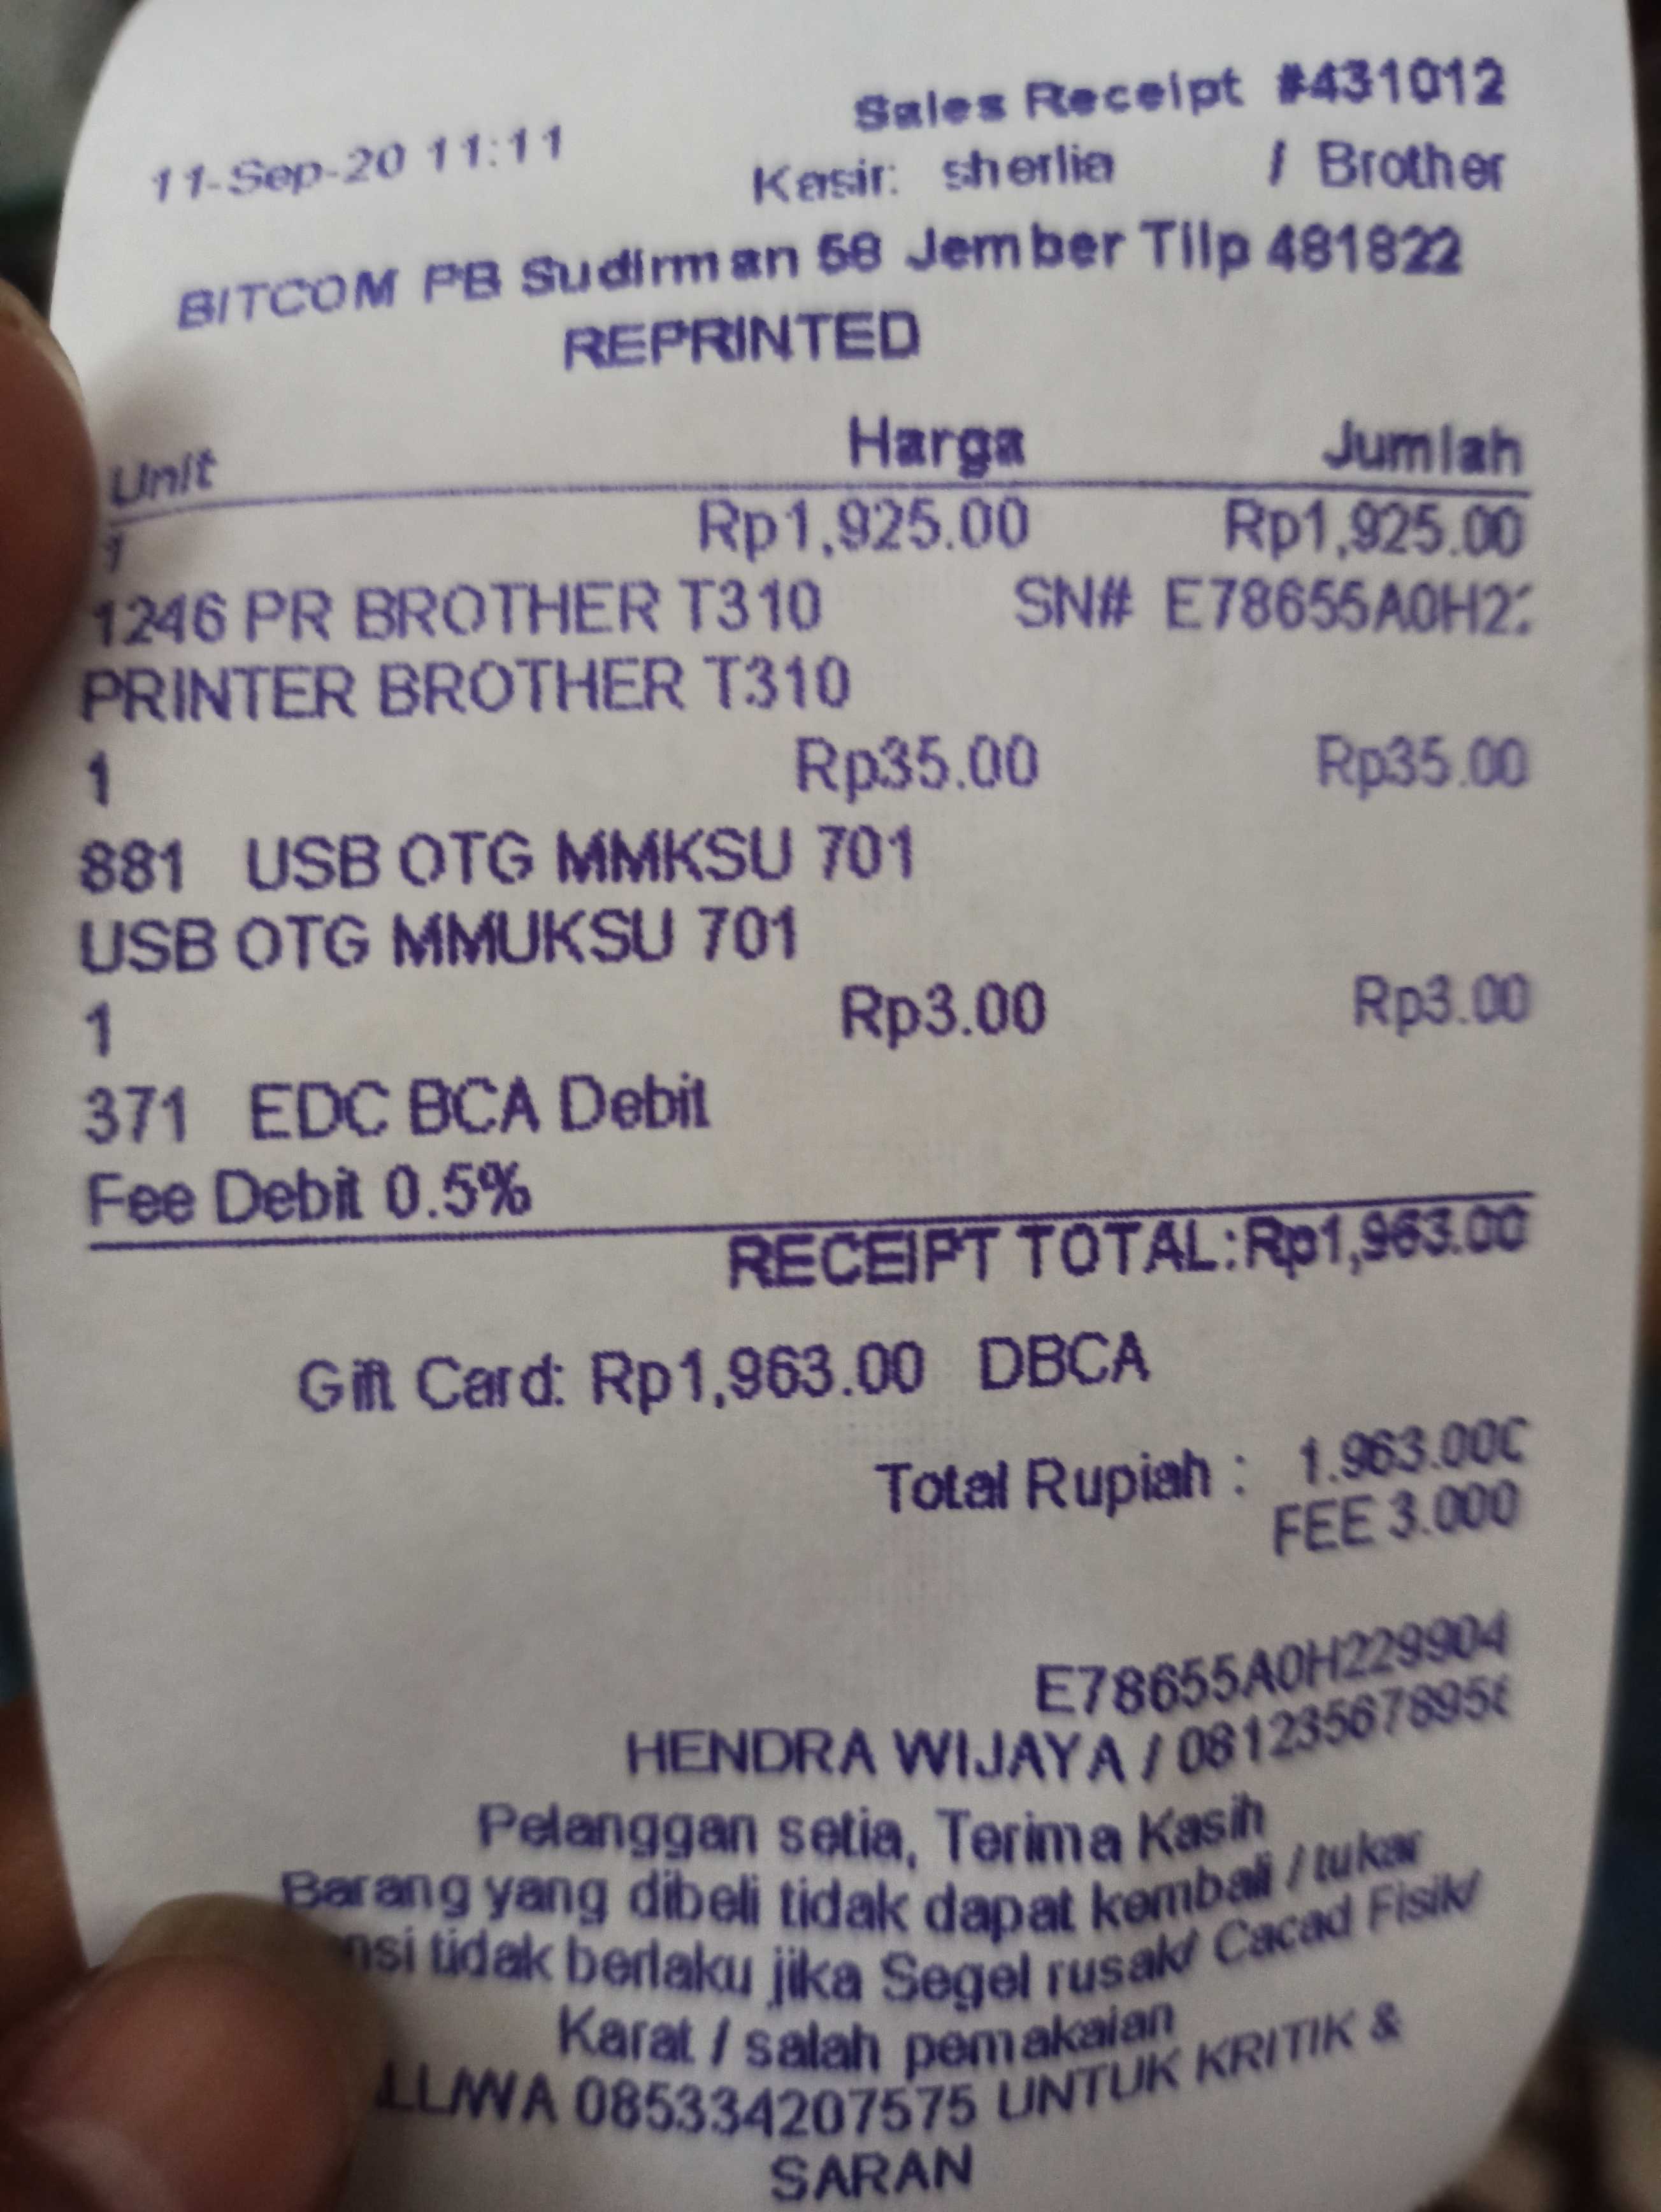 Sales Receipt #431012
11-Sep-20 11:11
Kasir: sherlia / Brother
BITCOM PB Sudirman 58 Jember Tilp 481822
REPRINTED
Unit Harga Jumlah
1 Rp1,925.00 Rp1,925.00
1246 PR BROTHER T310 SN# E78655A0H22
PRINTER BROTHER T310
1 Rp35.00 Rp35.00
881 USB OTG MMKSU 701
USB OTG MMUKSU 701
1 Rp3.00 Rp3.00
371 EDC BCA Debit
Fee Debit 0.5%
RECEIPT TOTAL: Rp1,963.00
Gift Card: Rp1,963.00 DBCA
Total Rupiah : 1.963.000
FEE 3.000
E78655A0H229904
HENDRA WIJAYA /
Pelanggan setia, Terima Kasih
Barang yang dibeli tidak dapat kembali / tukar
nsi tidak berlaku jika Segel rusak/ Cacad Fisik/
Karat / salah pemakaian
LL/WA 085334207575 UNTUK KRITIK &
SARAN